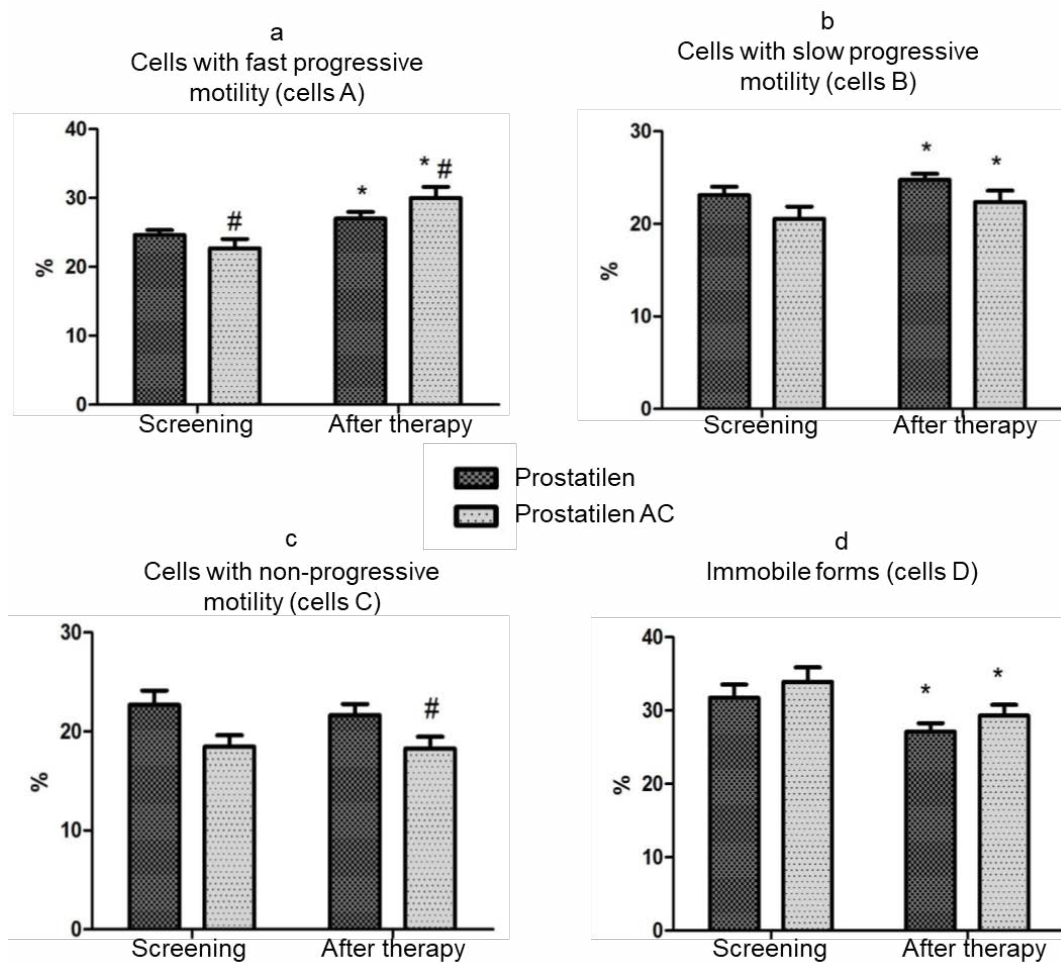 a
Cells with fast progressive
motility (cells A)
40
30
20
10
0
%
#
*
* #
Screening
After therapy
b
Cells with slow progressive
motility (cells B)
30
20
10
0
%
*
*
Screening
After therapy
Prostatilen
Prostatilen AC
c
Cells with non-progressive
motility (cells C)
30
20
10
0
%
#
Screening
After therapy
d
Immobile forms (cells D)
40
30
20
10
0
%
*
*
Screening
After therapy